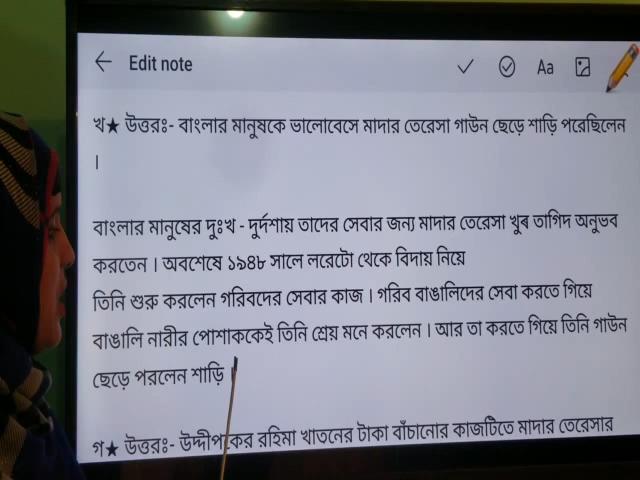 Edit note
Aa
খ★ উত্তরঃ- বাংলার মানুষকে ভালোবেসে মাদার তেরেসা গাউন ছেড়ে শাড়ি পরেছিলেন
।
বাংলার মানুষের দুঃখ - দুর্দশায় তাদের সেবার জন্য মাদার তেরেসা খুব তাগিদ অনুভব
করতেন। অবশেষে ১৯৪৮ সালে লরেটো থেকে বিদায় নিয়ে
তিনি শুরু করলেন গরিবদের সেবার কাজ। গরিব বাঙালিদের সেবা করতে গিয়ে
বাঙালি নারীর পোশাককেই তিনি শ্রেয় মনে করলেন। আর তা করতে গিয়ে তিনি গাউন
ছেড়ে পরলেন শাড়ি।
গ★ উত্তরঃ- উদ্দীপকের রহিমা খাতনের টাকা বাঁচানোর কাজটিতে মাদার তেরেসার